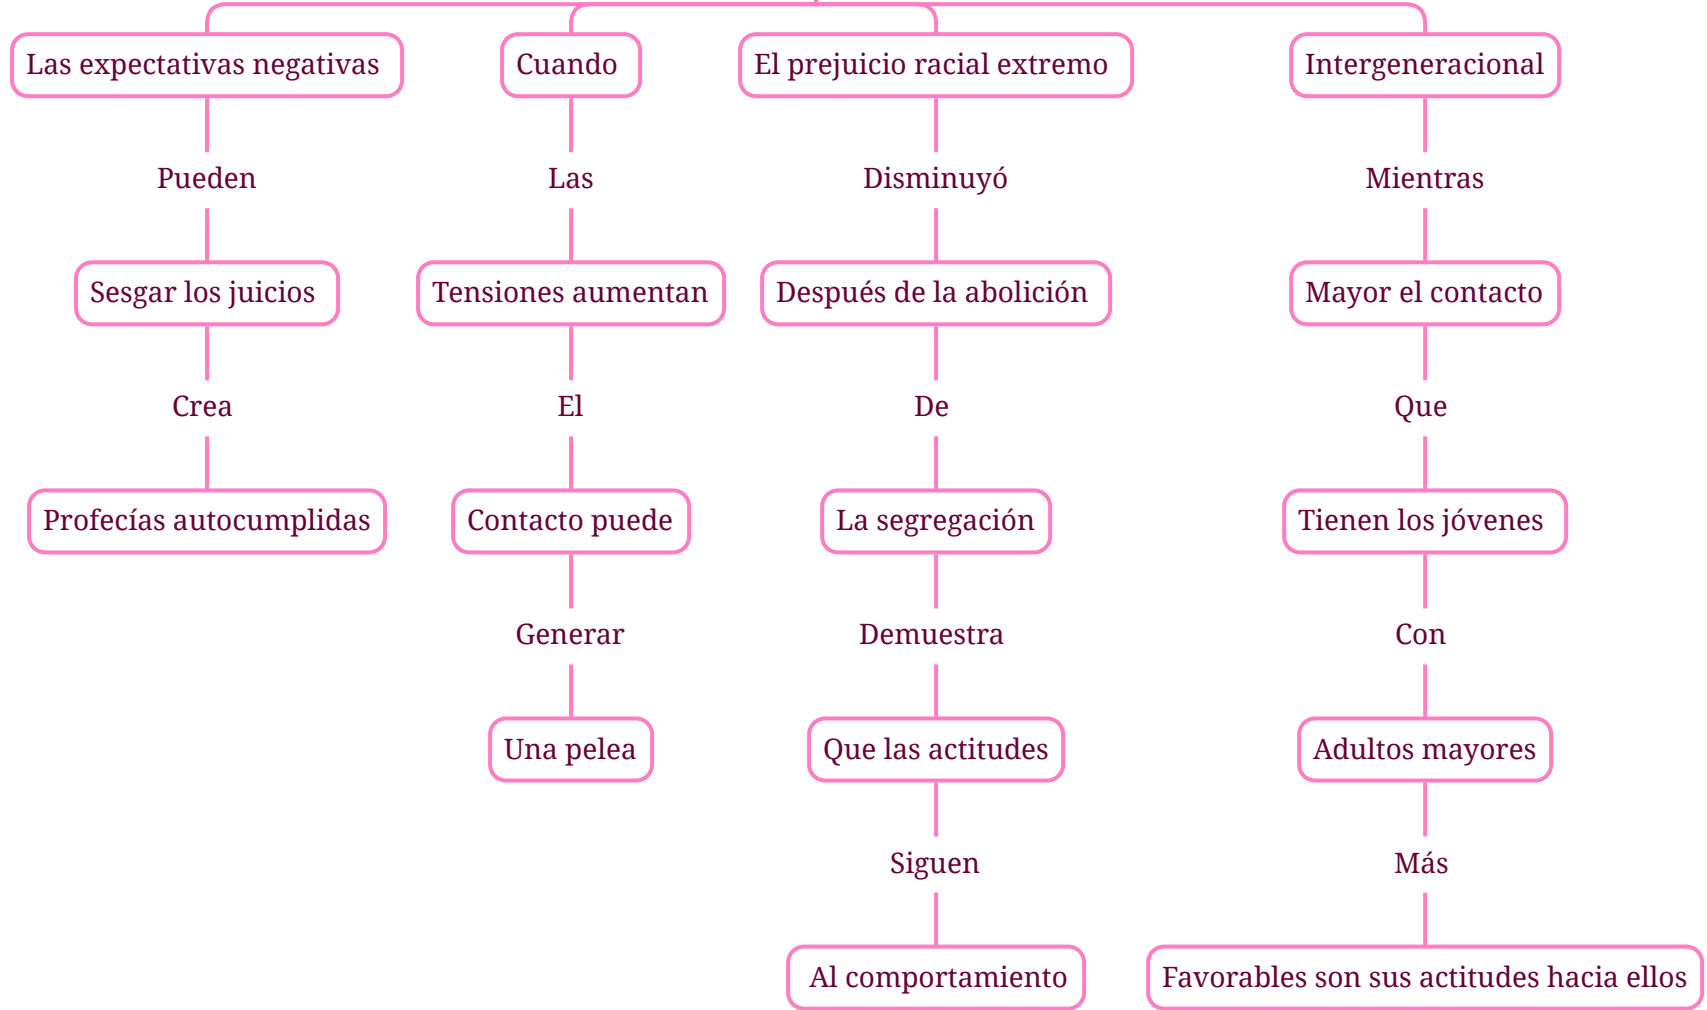 Las expectativas negativas
Pueden
Sesgar los juicios
Crea
Profecías autocumplidas
Cuando
Las
Tensiones aumentan
El
Contacto puede
Generar
Una pelea
El prejuicio racial extremo
Disminuyó
Después de la abolición
De
La segregación
Demuestra
Que las actitudes
Siguen
Al comportamiento
Intergeneracional
Mientras
Mayor el contacto
Que
Tienen los jóvenes
Con
Adultos mayores
Más
Favorables son sus actitudes hacia ellos